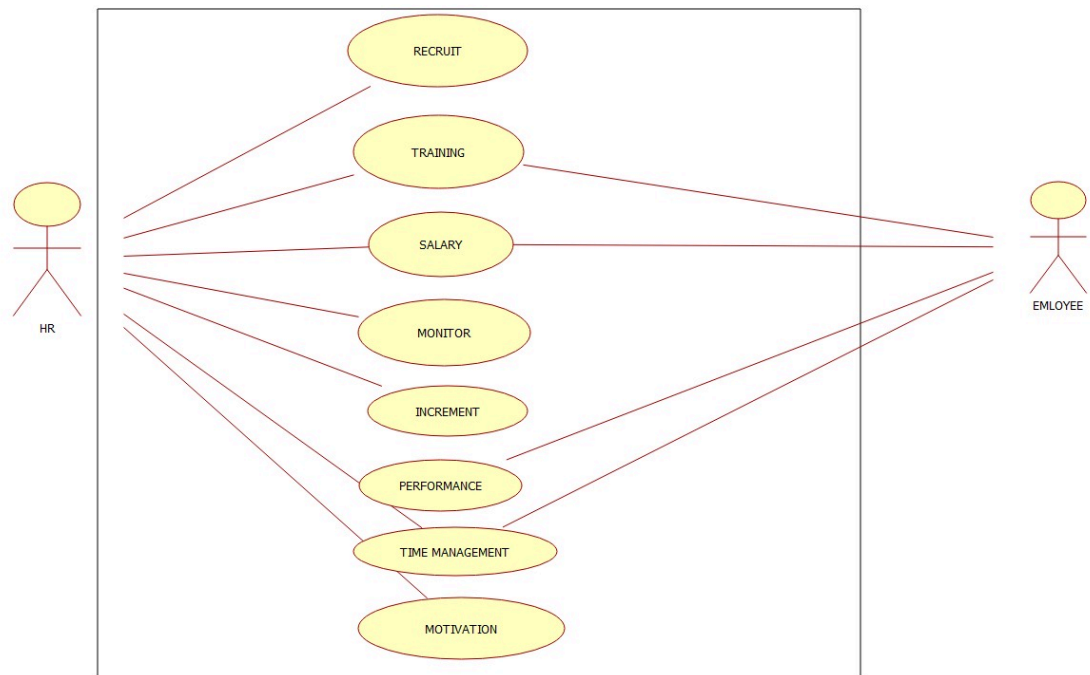 RECRUIT
TRAINING
SALARY
MONITOR
HR
EMLOYEE
INCREMENT
PERFORMANCE
TIME MANAGEMENT
MOTIVATION